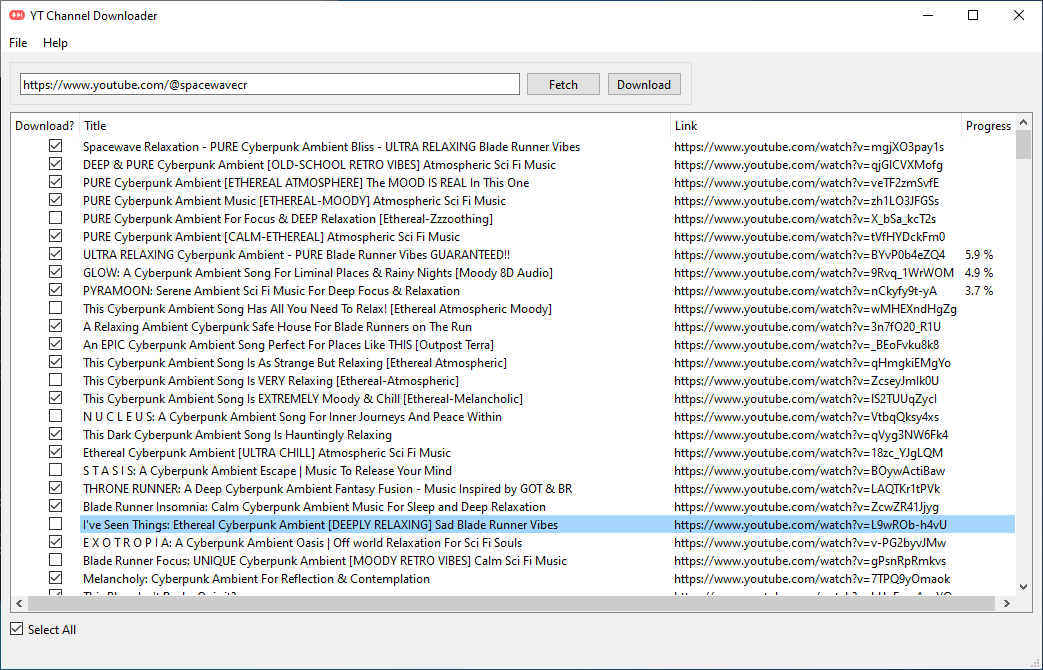 YT Channel Downloader
File Help
https://www.youtube.com/@spacewavecr Fetch Download
Download? Title Link Progress
Spacewave Relaxation - PURE Cyberpunk Ambient Bliss - ULTRA RELAXING Blade Runner Vibes https://www.youtube.com/watch?v=mgjXO3pay1s
DEEP & PURE Cyberpunk Ambient [OLD-SCHOOL RETRO VIBES] Atmospheric Sci Fi Music https://www.youtube.com/watch?v=qjGICVXMofg
PURE Cyberpunk Ambient [ETHEREAL ATMOSPHERE] The MOOD IS REAL In This One https://www.youtube.com/watch?v=veTF2zmSvfE
PURE Cyberpunk Ambient Music [ETHEREAL-MOODY] Atmospheric Sci Fi Music https://www.youtube.com/watch?v=zh1LO3JFGSs
PURE Cyberpunk Ambient For Focus & DEEP Relaxation [Ethereal-Zzzoothing] https://www.youtube.com/watch?v=X_bSa_kcT2s
PURE Cyberpunk Ambient [CALM-ETHEREAL] Atmospheric Sci Fi Music https://www.youtube.com/watch?v=tVfHYDckFm0
ULTRA RELAXING Cyberpunk Ambient - PURE Blade Runner Vibes GUARANTEED!! https://www.youtube.com/watch?v=BYvP0b4eZQ4 5.9 %
GLOW: A Cyberpunk Ambient Song For Liminal Places & Rainy Nights [Moody 8D Audio] https://www.youtube.com/watch?v=9Rvq_1WrWOM 4.9 %
PYRAMOON: Serene Ambient Sci Fi Music For Deep Focus & Relaxation https://www.youtube.com/watch?v=nCkyfy9t-yA 3.7 %
This Cyberpunk Ambient Song Has All You Need To Relax! [Ethereal Ambient Moody] https://www.youtube.com/watch?v=wMHEXndHgZg
A Relaxing Ambient Cyberpunk Safe House For Blade Runners on The Run https://www.youtube.com/watch?v=3n7fO20_R1U
An EPIC Cyberpunk Ambient Song Perfect For Places Like THIS [Outpost Terra] https://www.youtube.com/watch?v=_BEoFvku8k8
This Cyberpunk Ambient Song Is As Strange But Relaxing [Ethereal Atmospheric] https://www.youtube.com/watch?v=qHmgkiEMgYo
This Cyberpunk Ambient Song Is VERY Relaxing [Ethereal-Atmospheric] https://www.youtube.com/watch?v=ZcseyJmIk0U
This Cyberpunk Ambient Song Is EXTREMELY Moody & Chill [Ethereal-Melancholic] https://www.youtube.com/watch?v=IS2TUUqZycI
N U C L E U S: A Cyberpunk Ambient Song For Inner Journeys And Peace Within https://www.youtube.com/watch?v=VtbqQksy4xs
This Dark Cyberpunk Ambient Song Is Hauntingly Relaxing https://www.youtube.com/watch?v=qVyg3NW6Fk4
Ethereal Cyberpunk Ambient [ULTRA CHILL] Atmospheric Sci Fi Music https://www.youtube.com/watch?v=18zc_YJgLQM
S T A S I S: A Cyberpunk Ambient Escape | Music To Release Your Mind https://www.youtube.com/watch?v=BOywActiBaw
THRONE RUNNER: A Deep Cyberpunk Ambient Fantasy Fusion - Music Inspired by GOT & BR https://www.youtube.com/watch?v=LAQTKr1tPVk
Blade Runner Insomnia: Calm Cyberpunk Ambient Music For Sleep and Deep Relaxation https://www.youtube.com/watch?v=ZcwZR41Jjyg
I've Seen Things: Ethereal Cyberpunk Ambient [DEEPLY RELAXING] Sad Blade Runner Vibes https://www.youtube.com/watch?v=L9wROb-h4vU
E X O T R O P I A: A Cyberpunk Ambient Oasis | Off world Relaxation For Sci Fi Souls https://www.youtube.com/watch?v=v-PG2byvJMw
Blade Runner Focus: UNIQUE Cyberpunk Ambient [MOODY RETRO VIBES] Calm Sci Fi Music https://www.youtube.com/watch?v=gPsnRpRmkvs
Melancholy: Cyberpunk Ambient For Reflection & Contemplation https://www.youtube.com/watch?v=7TPQ9yOmaok
Select All